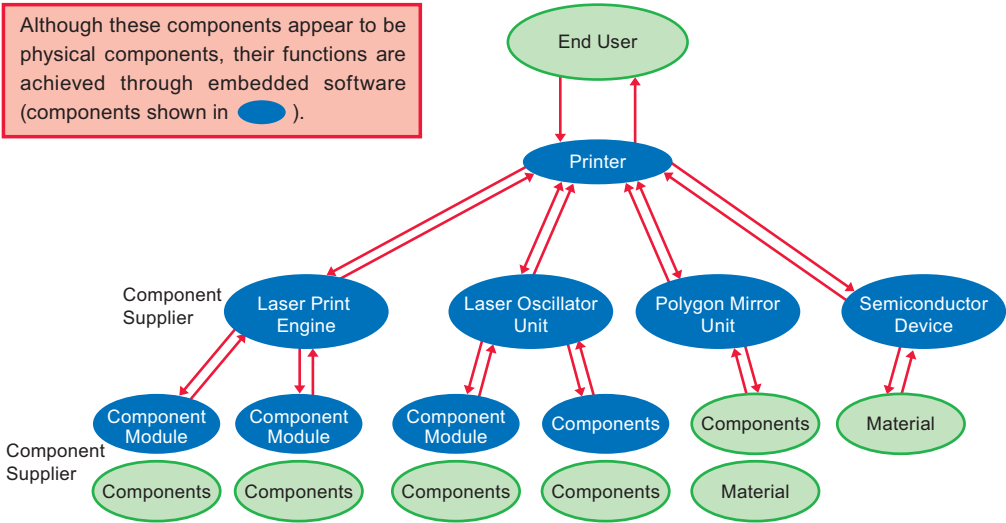 Although these components appear to be
physical components, their functions are
achieved through embedded software
(components shown in ).
End User
Printer
Component
Supplier
Laser Print
Engine
Laser Oscillator
Unit
Polygon Mirror
Unit
Semiconductor
Device
Component
Module
Component
Module
Component
Module
Components
Components
Material
Component
Supplier
Components
Components
Components
Components
Material